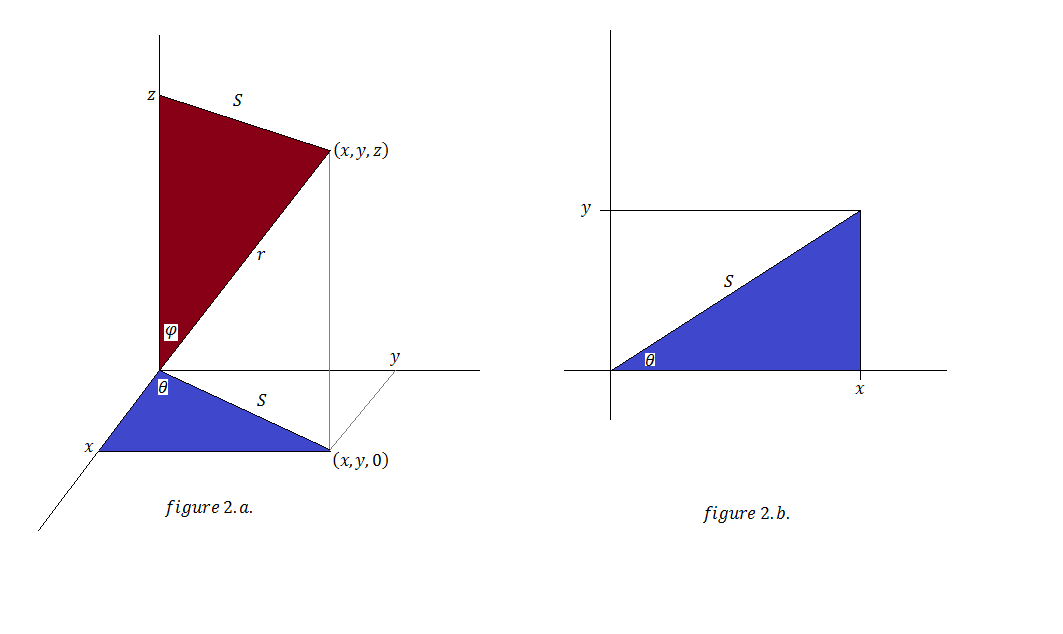 z
S
(x, y, z)
r
φ
θ
y
S
x
(x, y, 0)
figure 2. a.
y
S
θ
x
figure 2. b.